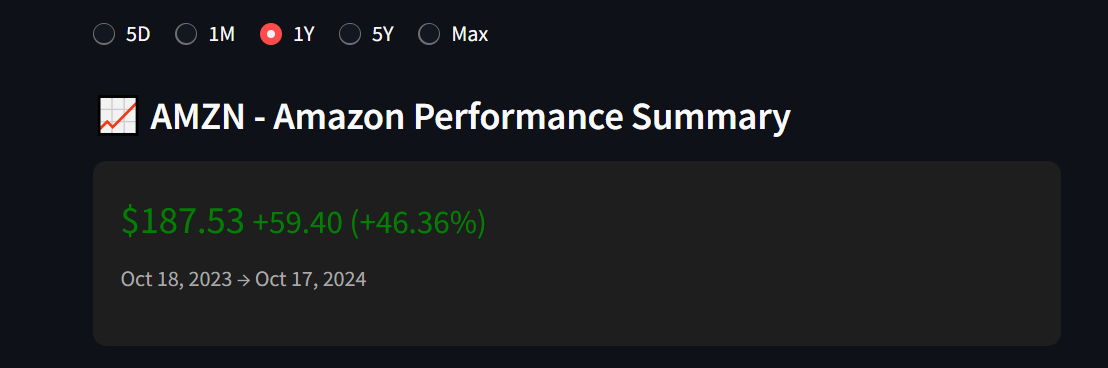 5D 1M 1Y 5Y Max
AMZN - Amazon Performance Summary
$187.53 +59.40 (+46.36%)
Oct 18, 2023 → Oct 17, 2024